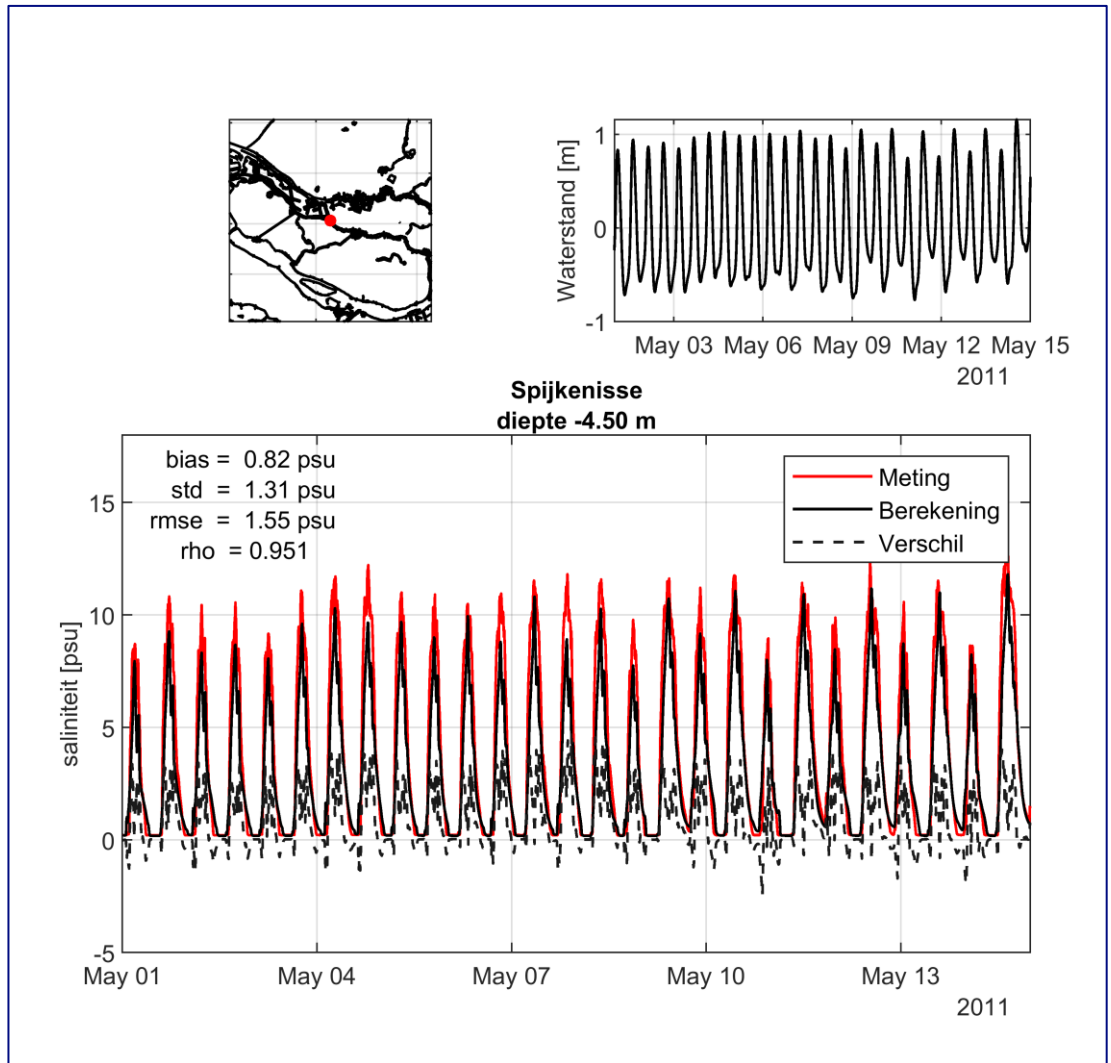 1
0
-1
Waterstand [m]
May 03 May 06 May 09 May 12 May 15
2011
Spijkenisse
diepte -4.50 m
bias = 0.82 psu
std = 1.31 psu
rmse = 1.55 psu
rho = 0.951
Meting
Berekening
Verschil
15
10
5
0
-5
saliniteit [psu]
May 01 May 04 May 07 May 10 May 13
2011